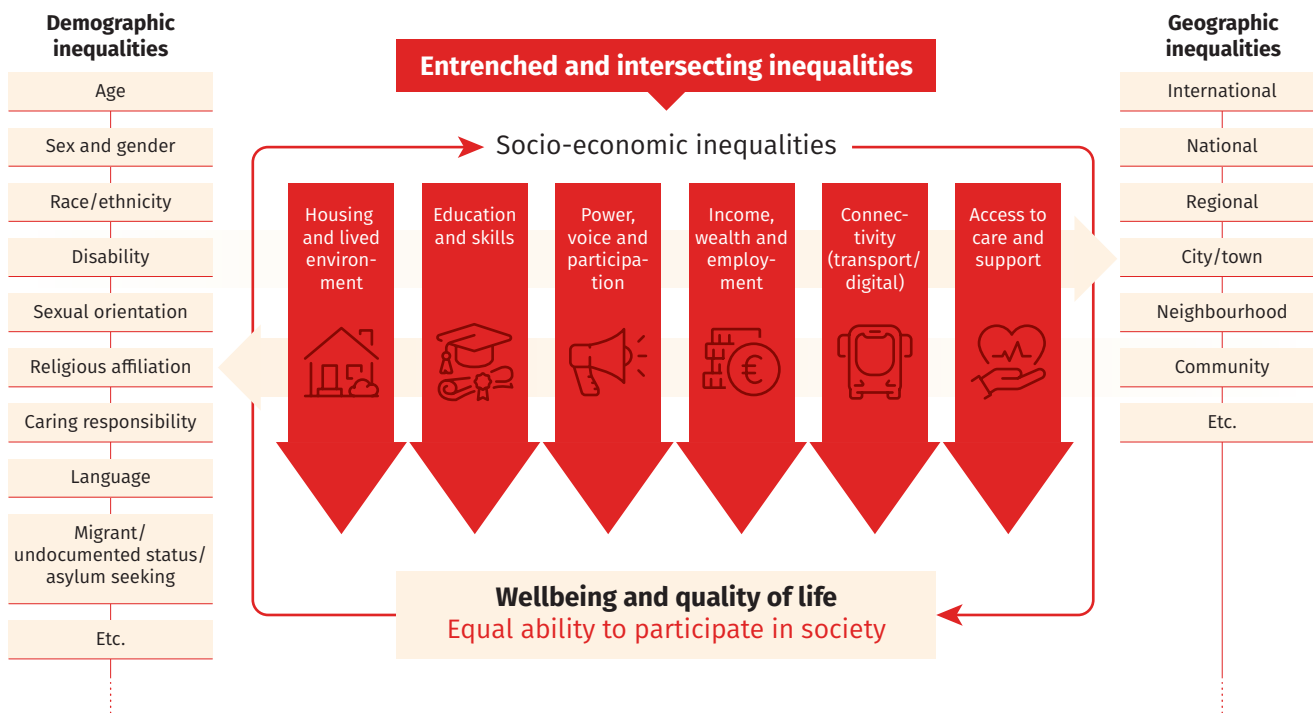 Demographic
inequalities
Age
Sex and gender
Race/ethnicity
Disability
Sexual orientation
Religious affiliation
Caring responsibility
Language
Migrant/
undocumented status/
asylum seeking
Etc.
Entrenched and intersecting inequalities
Socio-economic inequalities
Housing
and lived
environ-
ment
Education
and skills
Power,
voice and
participa-
tion
Income,
wealth and
employ-
ment
€
Connec-
tivity
(transport/
digital)
Access to
care and
support
Wellbeing and quality of life
Equal ability to participate in society
Geographic
inequalities
International
National
Regional
City/town
Neighbourhood
Community
Etc.